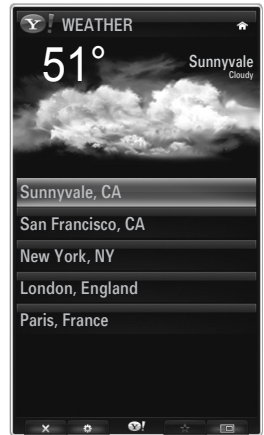 Y! WEATHER
51°
Sunnyvale
Cloudy
Sunnyvale, CA
San Francisco, CA
New York, NY
London, England
Paris, France
Y!